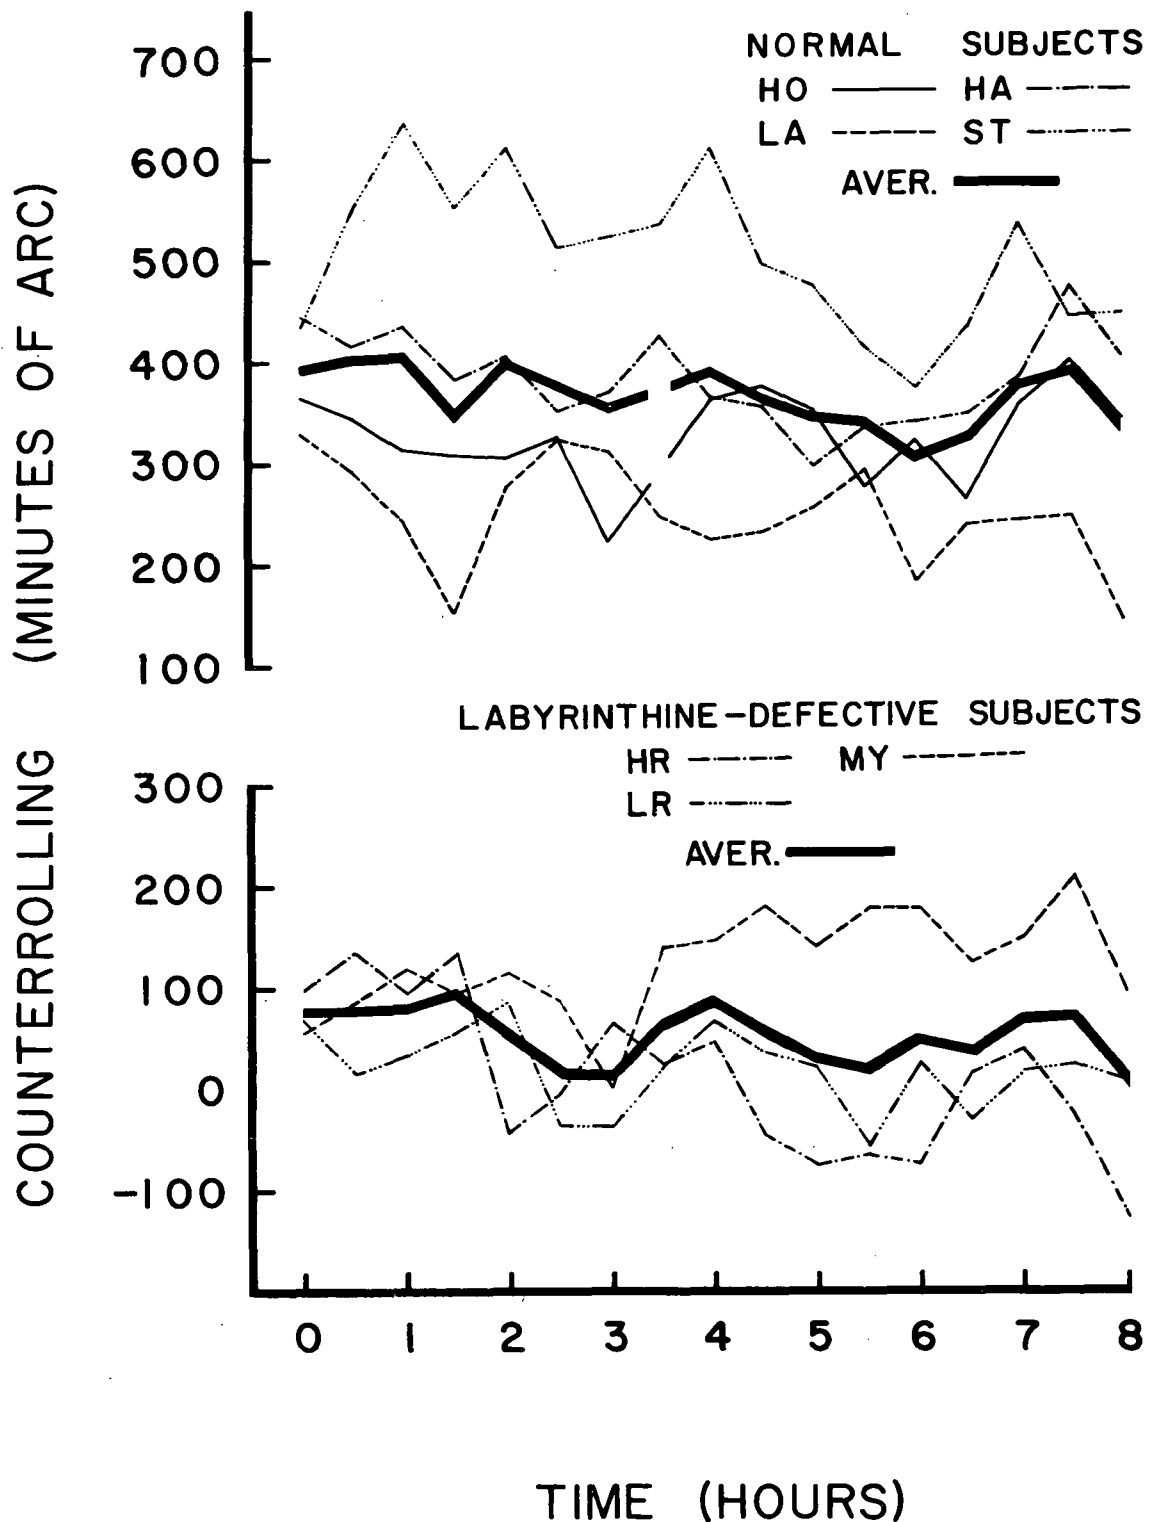 NORMAL SUBJECTS
HO HA
LA ST
AVER.
700
600
500
400
300
200
100
COUNTERROLLING (MINUTES OF ARC)
LABYRINTHINE-DEFECTIVE SUBJECTS
HR MY
LR
AVER.
300
200
100
0
-100
0 1 2 3 4 5 6 7 8
TIME (HOURS)